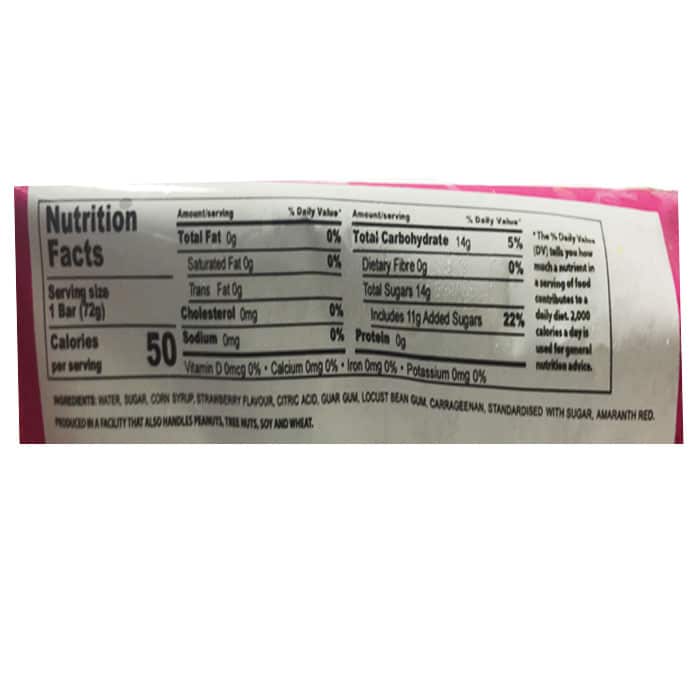 Nutrition
Facts
Serving size
1 Bar (72g)
Calories
per serving
50
Amount/serving % Daily Value*
Total Fat 0g 0%
Saturated Fat 0g 0%
Trans Fat 0g
Cholesterol 0mg 0%
Sodium 0mg 0%
Amount/serving % Daily Value*
Total Carbohydrate 14g 5%
Dietary Fibre 0g 0%
Total Sugars 14g
Includes 11g Added Sugars 22%
Protein 0g
Vitamin D 0mcg 0% • Calcium 0mg 0% • Iron 0mg 0% • Potassium 0mg 0%
*The % Daily Value
(DV) tells you how
much a nutrient in
a serving of food
contributes to a
daily diet. 2,000
calories a day is
used for general
nutrition advice.
INGREDIENTS: WATER, SUGAR, CORN SYRUP, STRAWBERRY FLAVOUR, CITRIC ACID, GUAR GUM, LOCUST BEAN GUM, CARRAGEENAN, STANDARDISED WITH SUGAR, AMARANTH RED.
PRODUCED IN A FACILITY THAT ALSO HANDLES PEANUTS, TREE NUTS, SOY AND WHEAT.